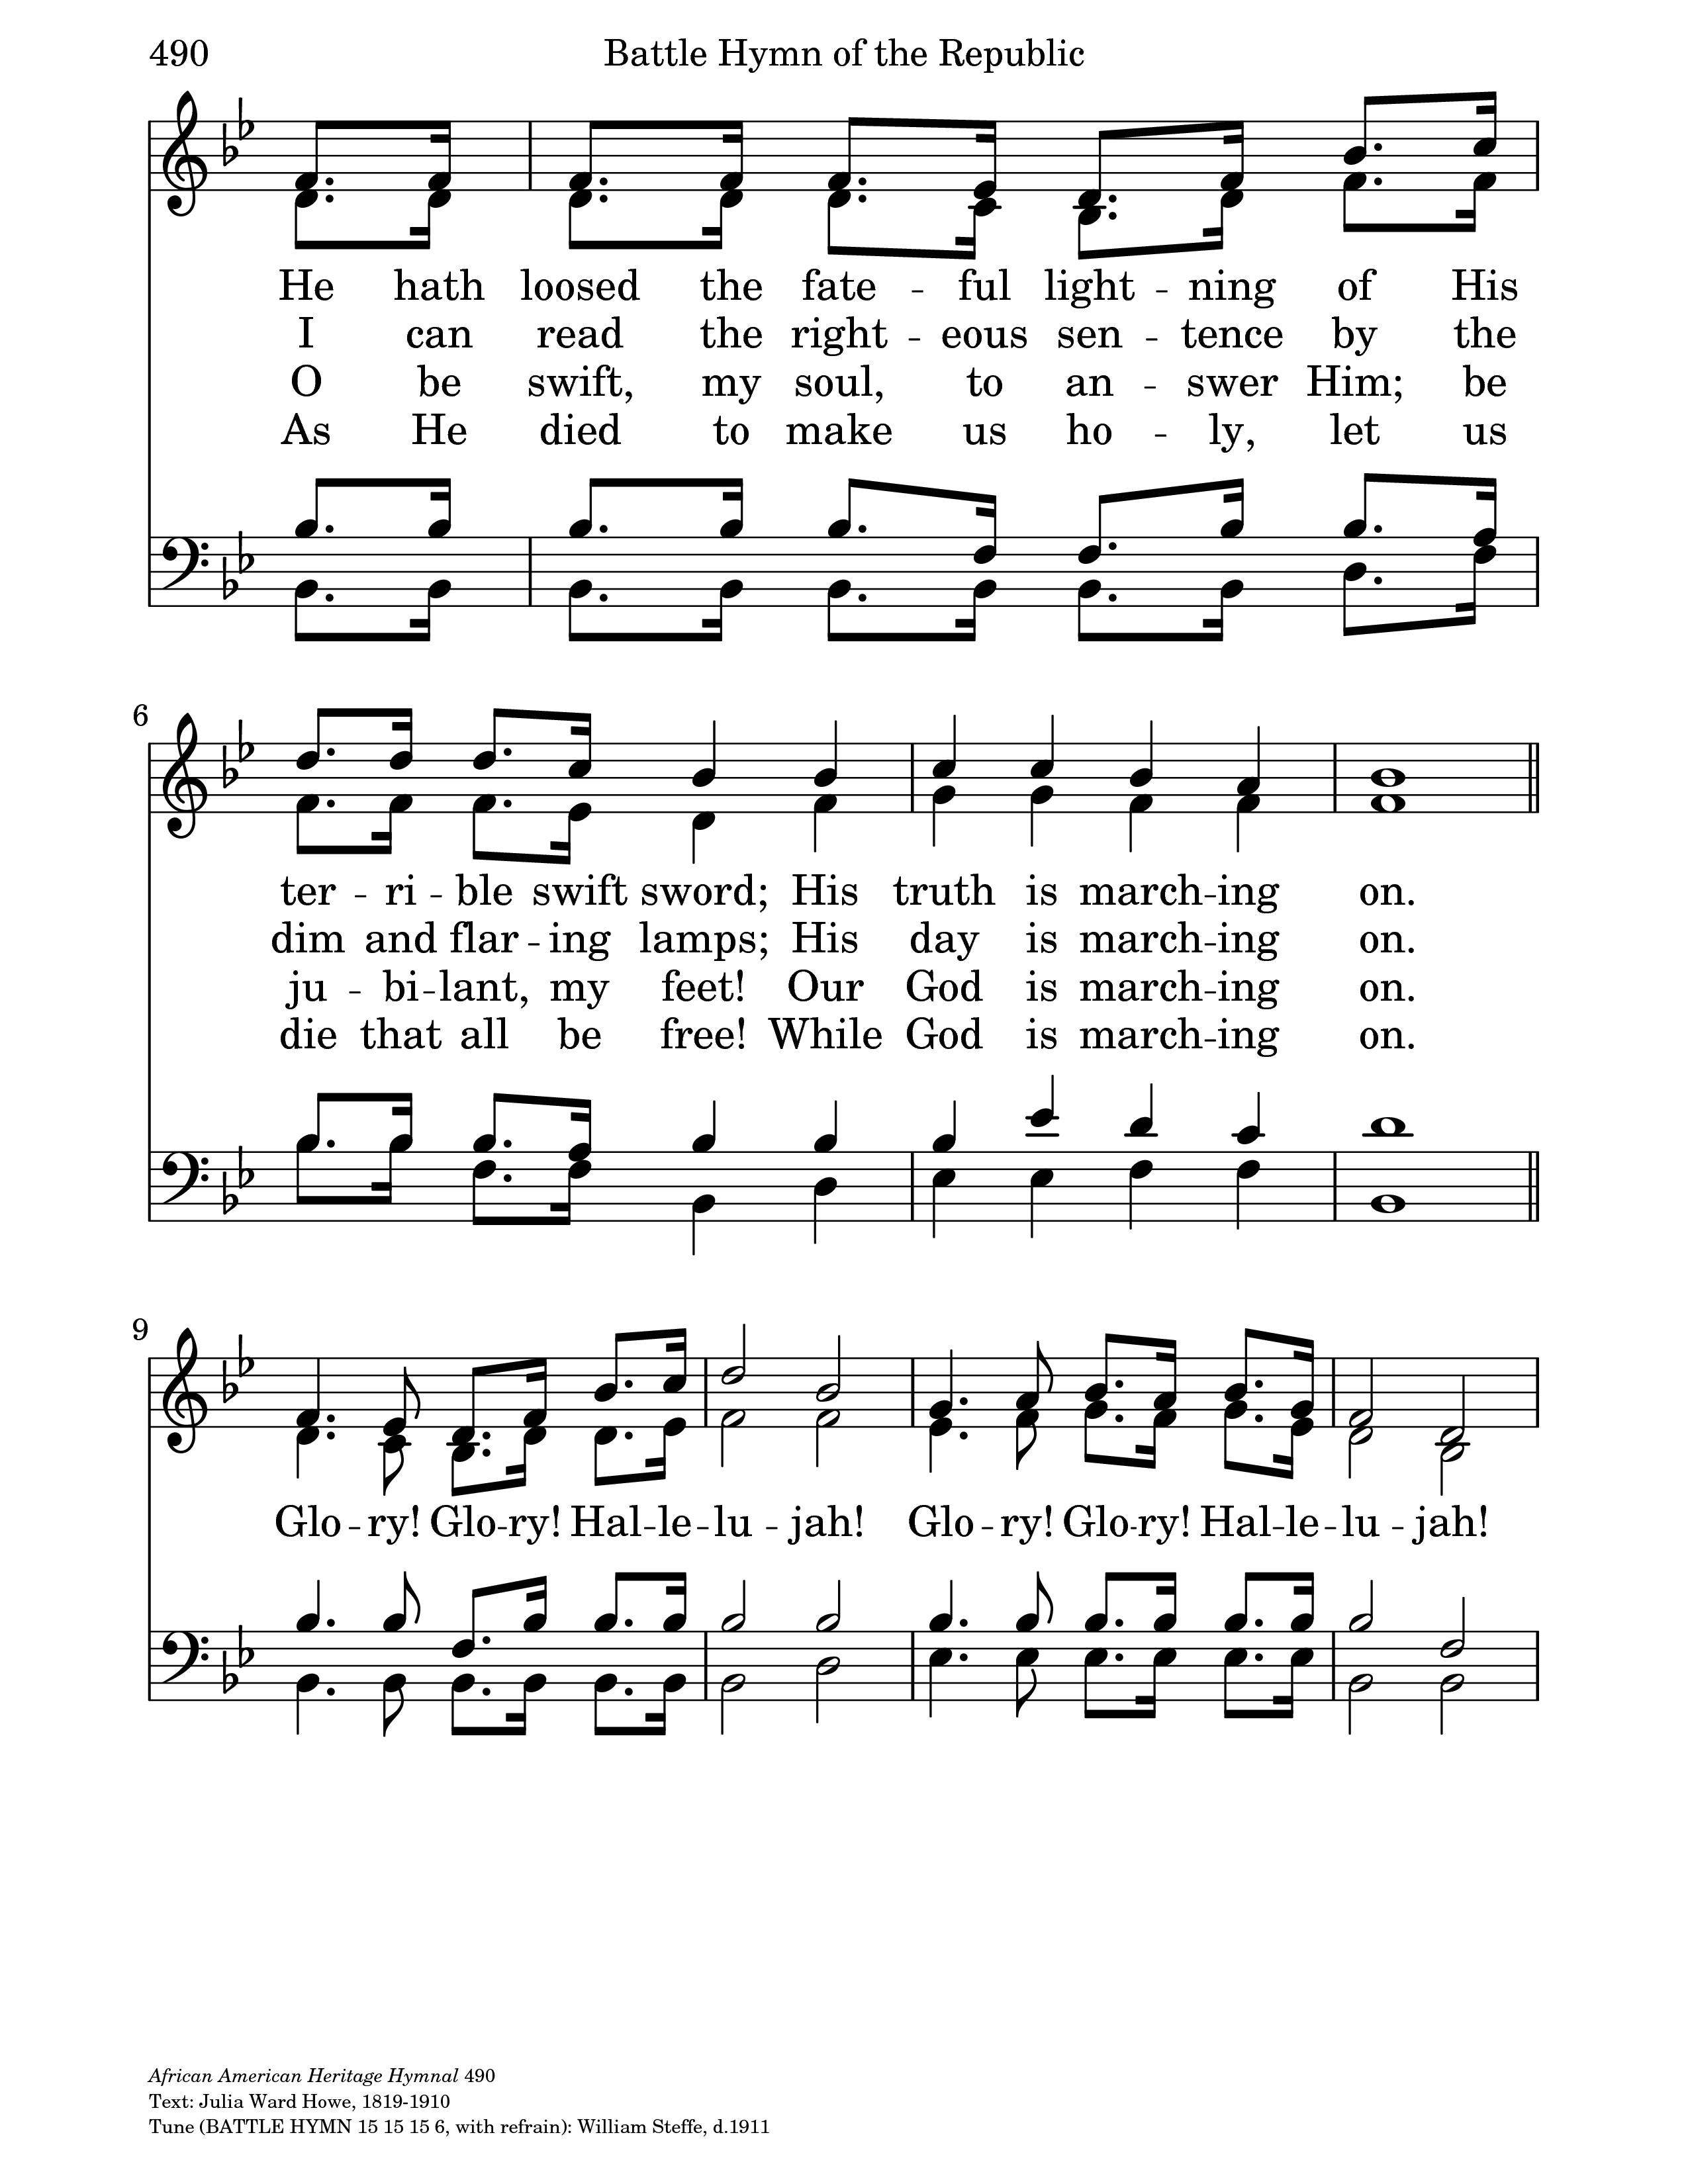 490 Battle Hymn of the Republic
He hath loosed the fate - ful light - ning of His
I can read the right - eous sen - tence by the
O be swift, my soul, to an - swer Him; be
As He died to make us ho - ly, let us
6
ter - ri - ble swift sword; His truth is march - ing on.
dim and flar - ing lamps; His day is march - ing on.
ju - bi - lant, my feet! Our God is march - ing on.
die that all be free! While God is march - ing on.
9
Glo - ry! Glo - ry! Hal - le - lu - jah! Glo - ry! Glo - ry! Hal - le - lu - jah!
African American Heritage Hymnal 490
Text: Julia Ward Howe, 1819-1910
Tune (BATTLE HYMN 15 15 15 6, with refrain): William Steffe, d.1911